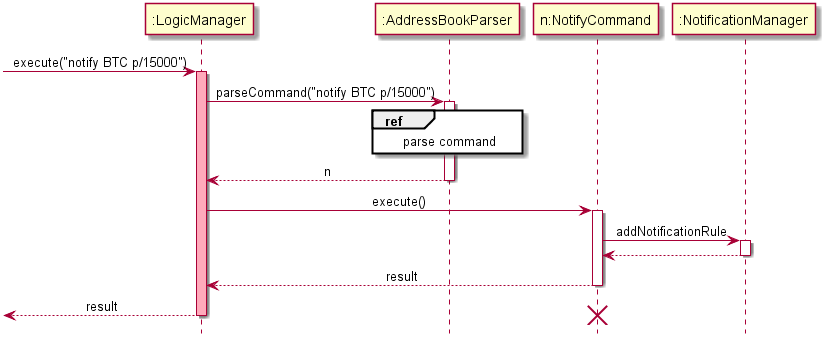 :LogicManager
:AddressBookParser
n:NotifyCommand
:NotificationManager
execute("notify BTC p/15000")
parseCommand("notify BTC p/15000")
ref
parse command
n
execute()
addNotificationRule
result
result